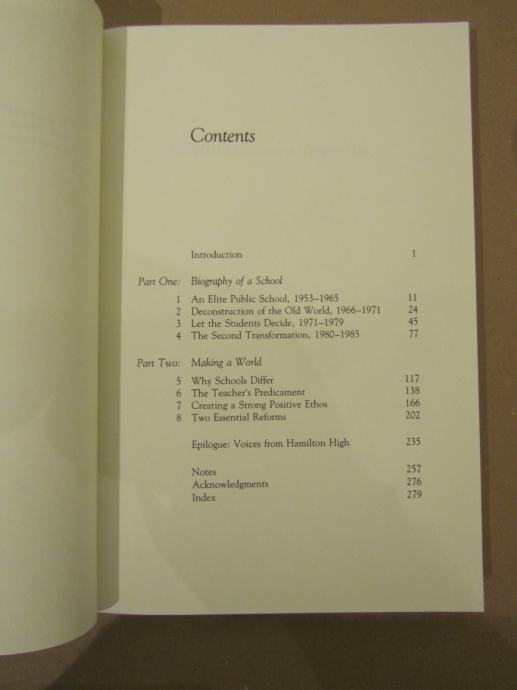 Contents
Introduction 1
Part One: Biography of a School
1 An Elite Public School, 1953–1965 11
2 Deconstruction of the Old World, 1966–1971 24
3 Let the Students Decide, 1971–1979 45
4 The Second Transformation, 1980–1985 77
Part Two: Making a World
5 Why Schools Differ 117
6 The Teacher's Predicament 138
7 Creating a Strong Positive Ethos 166
8 Two Essential Reforms 202
Epilogue: Voices from Hamilton High 235
Notes 257
Acknowledgments 276
Index 279